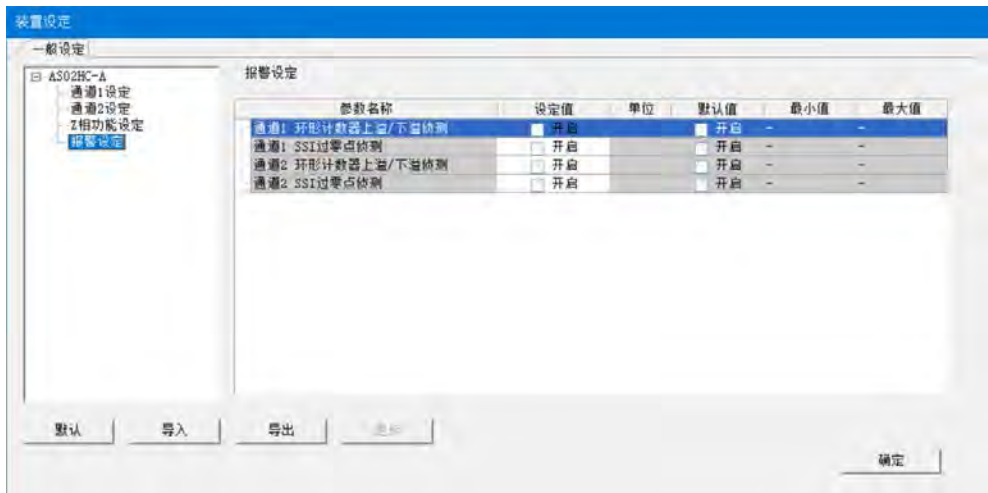 装置设定
一般设定
AS02HC-A
通道1设定
通道2设定
Z相功能设定
报警设定
报警设定
参数名称 设定值 单位 默认值 最小值 最大值
通道1 环形计数器上溢/下溢侦测 开启 开启 - -
通道1 SSI过零点侦测 开启 开启 - -
通道2 环形计数器上溢/下溢侦测 开启 开启 - -
通道2 SSI过零点侦测 开启 开启 - -
默认 导入 导出
确定